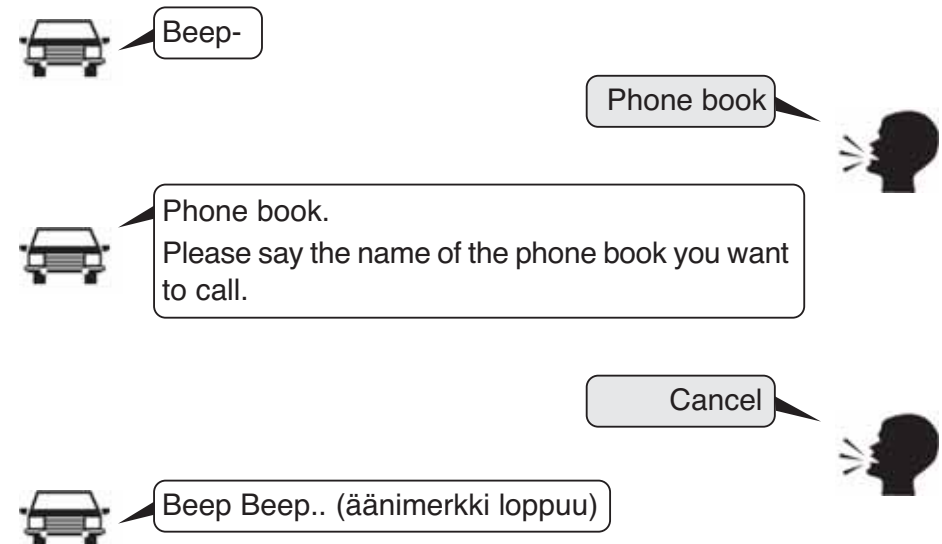 Beep-
Phone book
Phone book.
Please say the name of the phone book you want
to call.
Cancel
Beep Beep.. (äänimerkki loppuu)